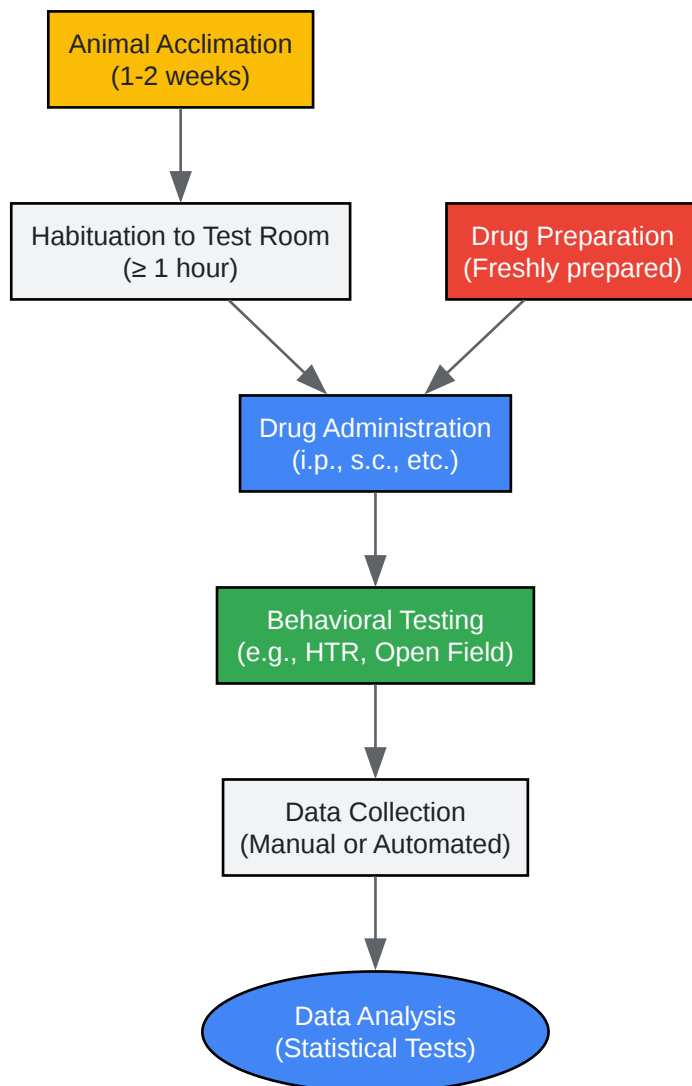 Animal Acclimation
(1-2 weeks)
Habituation to Test Room
(≥ 1 hour)
Drug Preparation
(Freshly prepared)
Drug Administration
(i.p., s.c., etc.)
Behavioral Testing
(e.g., HTR, Open Field)
Data Collection
(Manual or Automated)
Data Analysis
(Statistical Tests)